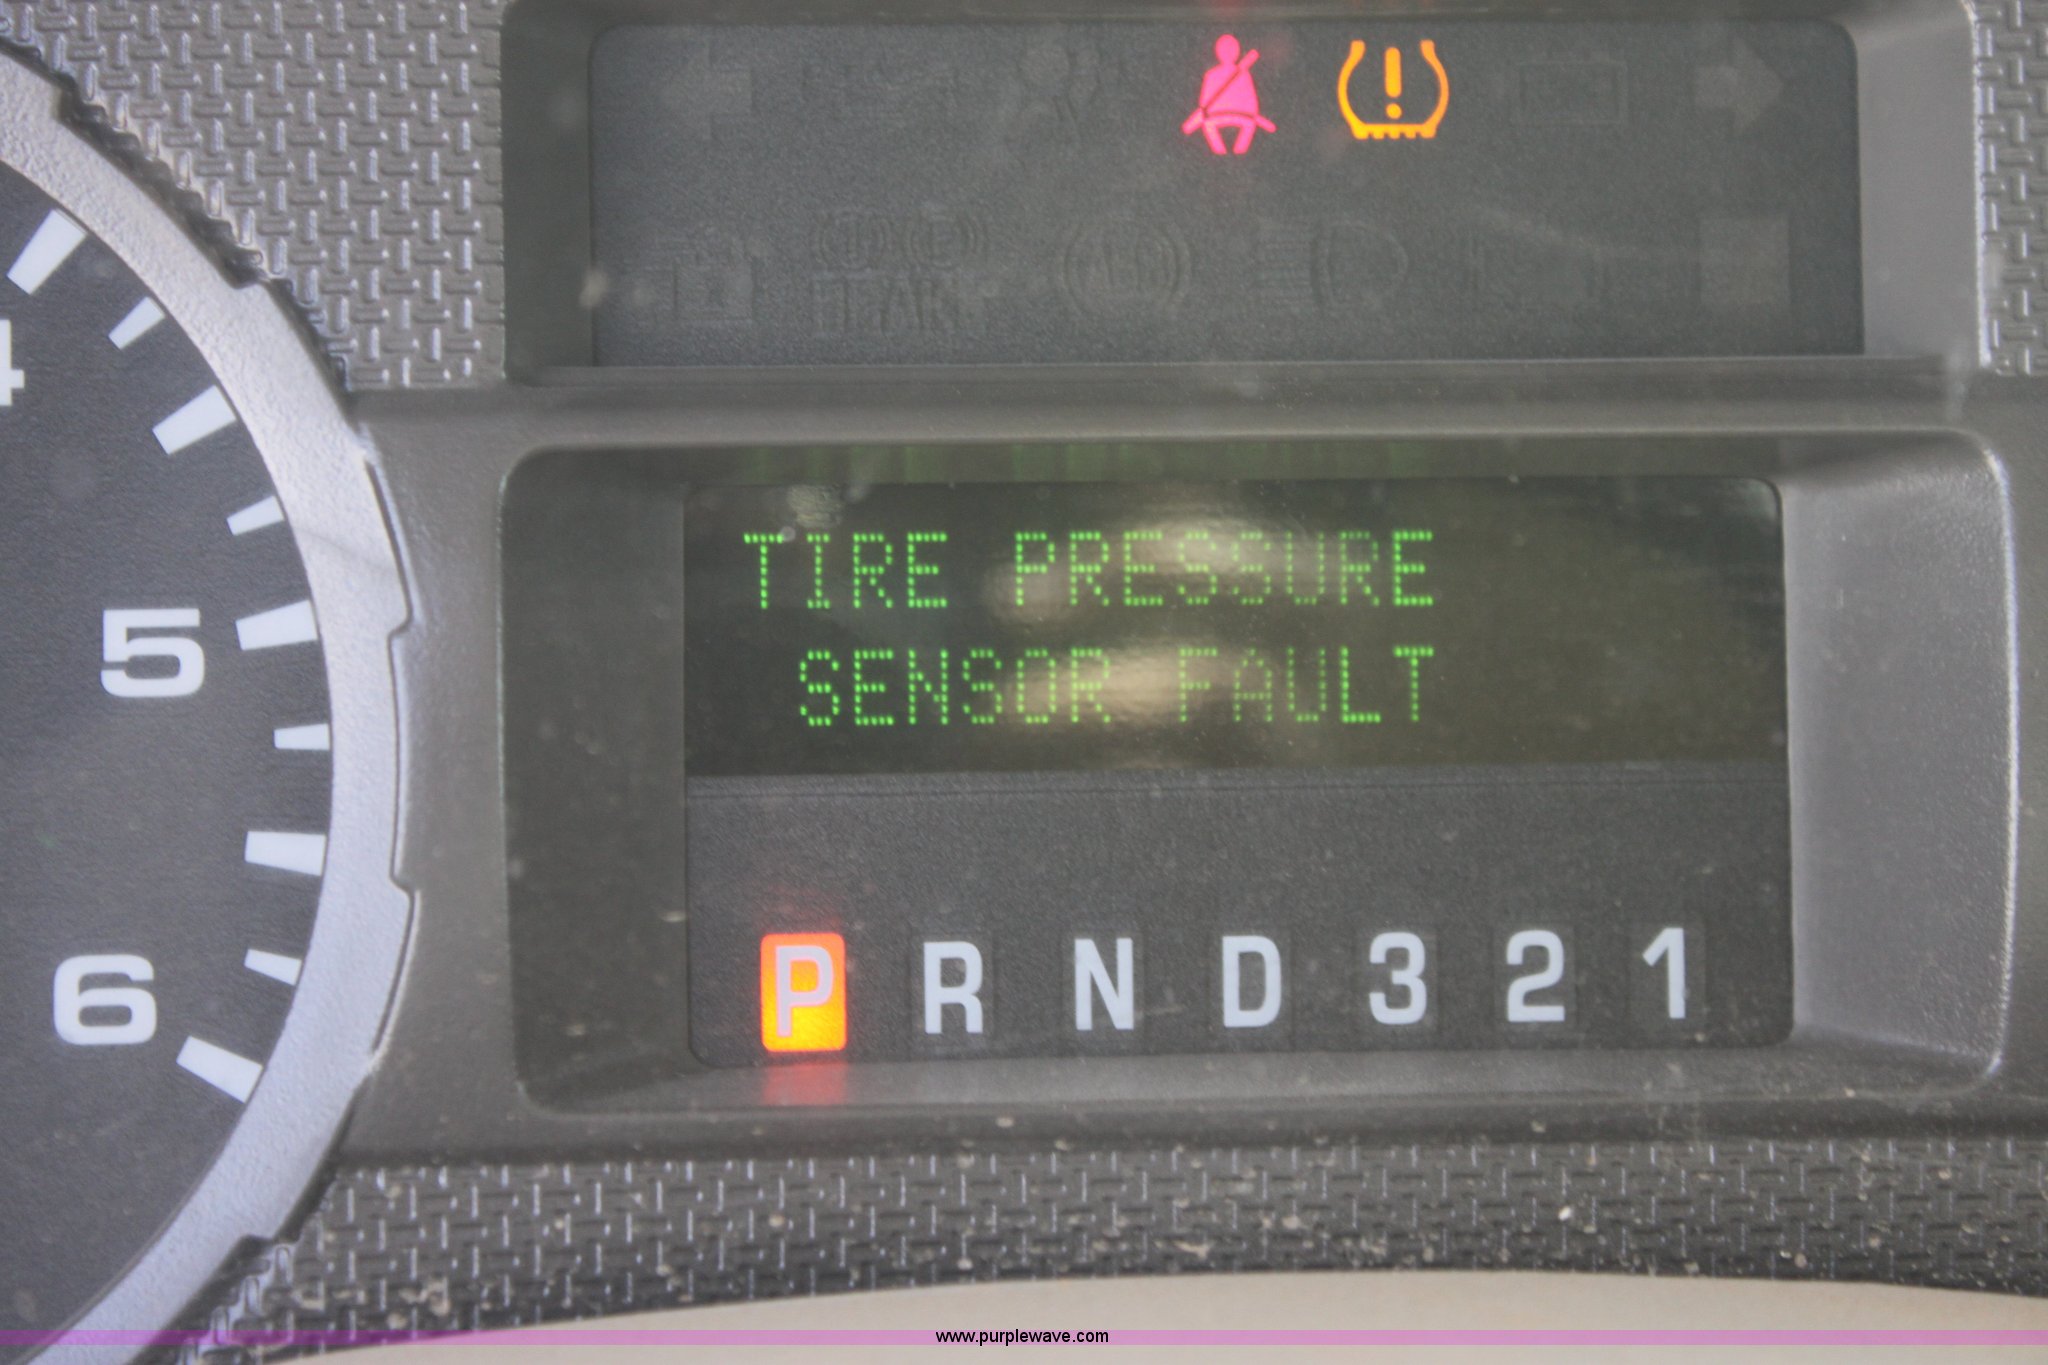 4
5
6
TIRE PRESSURE
SENSOR FAULT
P R N D 3 2 1
www.purplewave.com